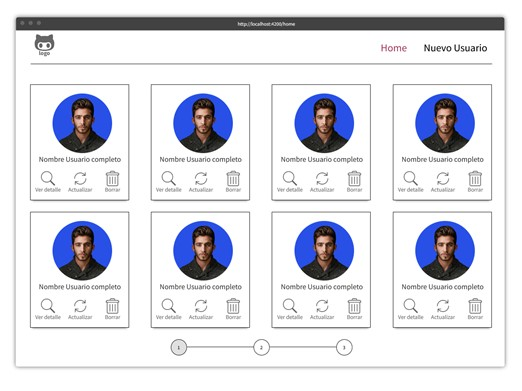 http://localhost:4200/home
logo
Home Nuevo Usuario
Nombre Usuario completo Nombre Usuario completo Nombre Usuario completo Nombre Usuario completo
Ver detalle Actualizar Borrar Ver detalle Actualizar Borrar Ver detalle Actualizar Borrar Ver detalle Actualizar Borrar
Nombre Usuario completo Nombre Usuario completo Nombre Usuario completo Nombre Usuario completo
Ver detalle Actualizar Borrar Ver detalle Actualizar Borrar Ver detalle Actualizar Borrar Ver detalle Actualizar Borrar
1 2 3